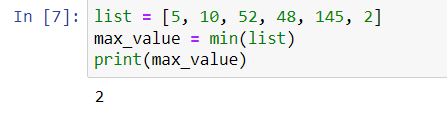 In [7]: list = [5, 10, 52, 48, 145, 2]
max_value = min(list)
print(max_value)
2